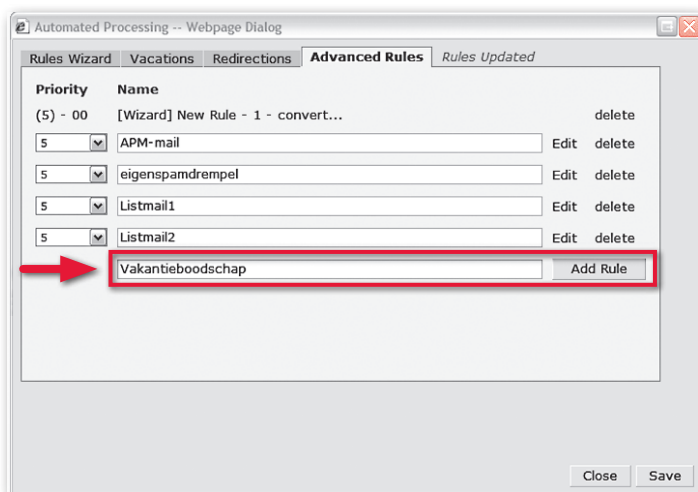 Automated Processing -- Webpage Dialog
Rules Wizard Vacations Redirections Advanced Rules Rules Updated
Priority Name
(5) - 00 [Wizard] New Rule - 1 - convert... delete
5 APM-mail Edit delete
5 eigenspamdrempel Edit delete
5 Listmail1 Edit delete
5 Listmail2 Edit delete
Vakantieboodschap Add Rule
Close Save